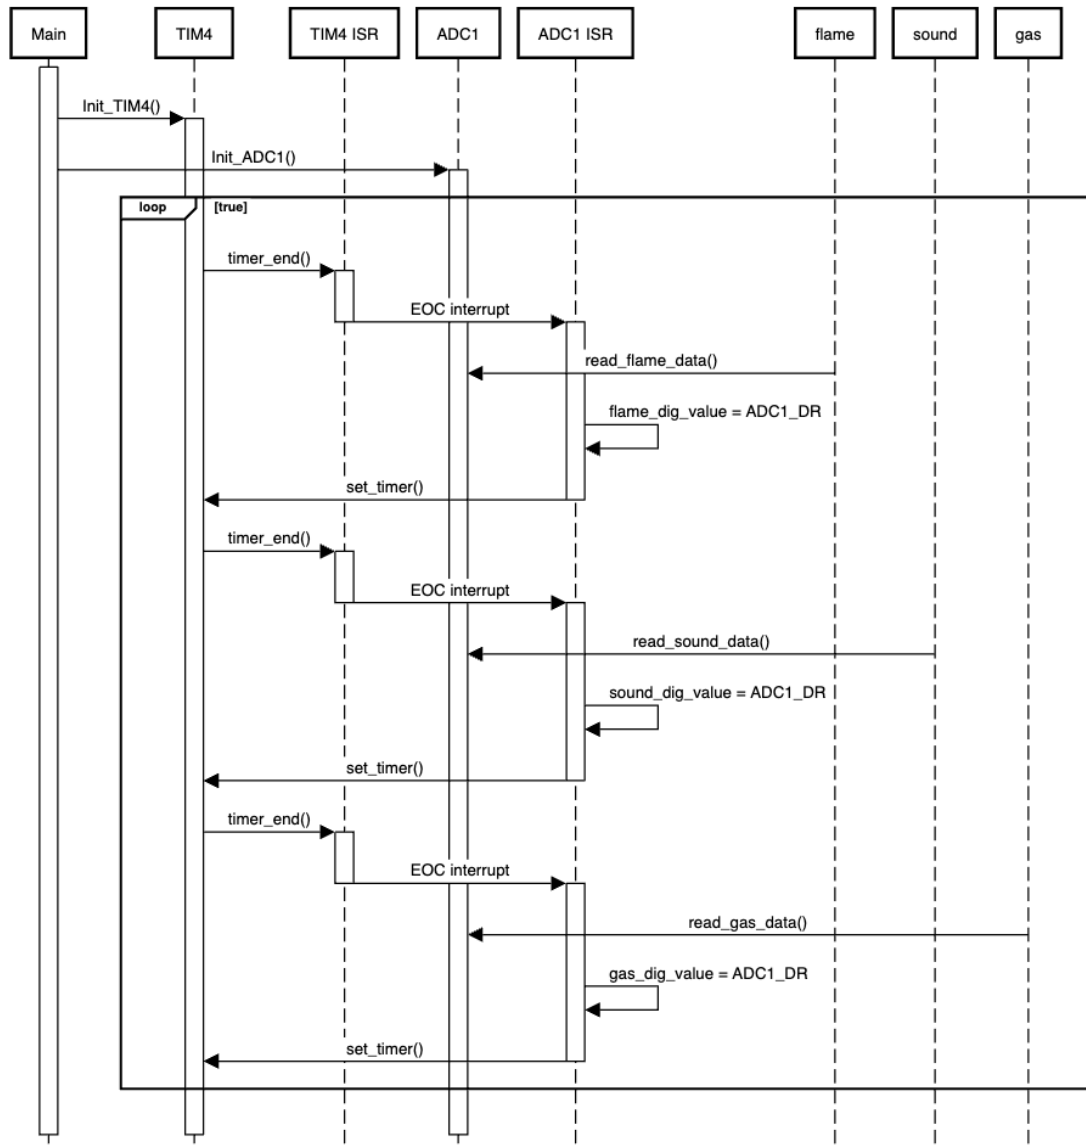 Main
TIM4
TIM4 ISR
ADC1
ADC1 ISR
flame
sound
gas
Init_TIM4()
Init_ADC1()
loop
[true]
timer_end()
EOC interrupt
read_flame_data()
flame_dig_value = ADC1_DR
set_timer()
timer_end()
EOC interrupt
read_sound_data()
sound_dig_value = ADC1_DR
set_timer()
timer_end()
EOC interrupt
read_gas_data()
gas_dig_value = ADC1_DR
set_timer()